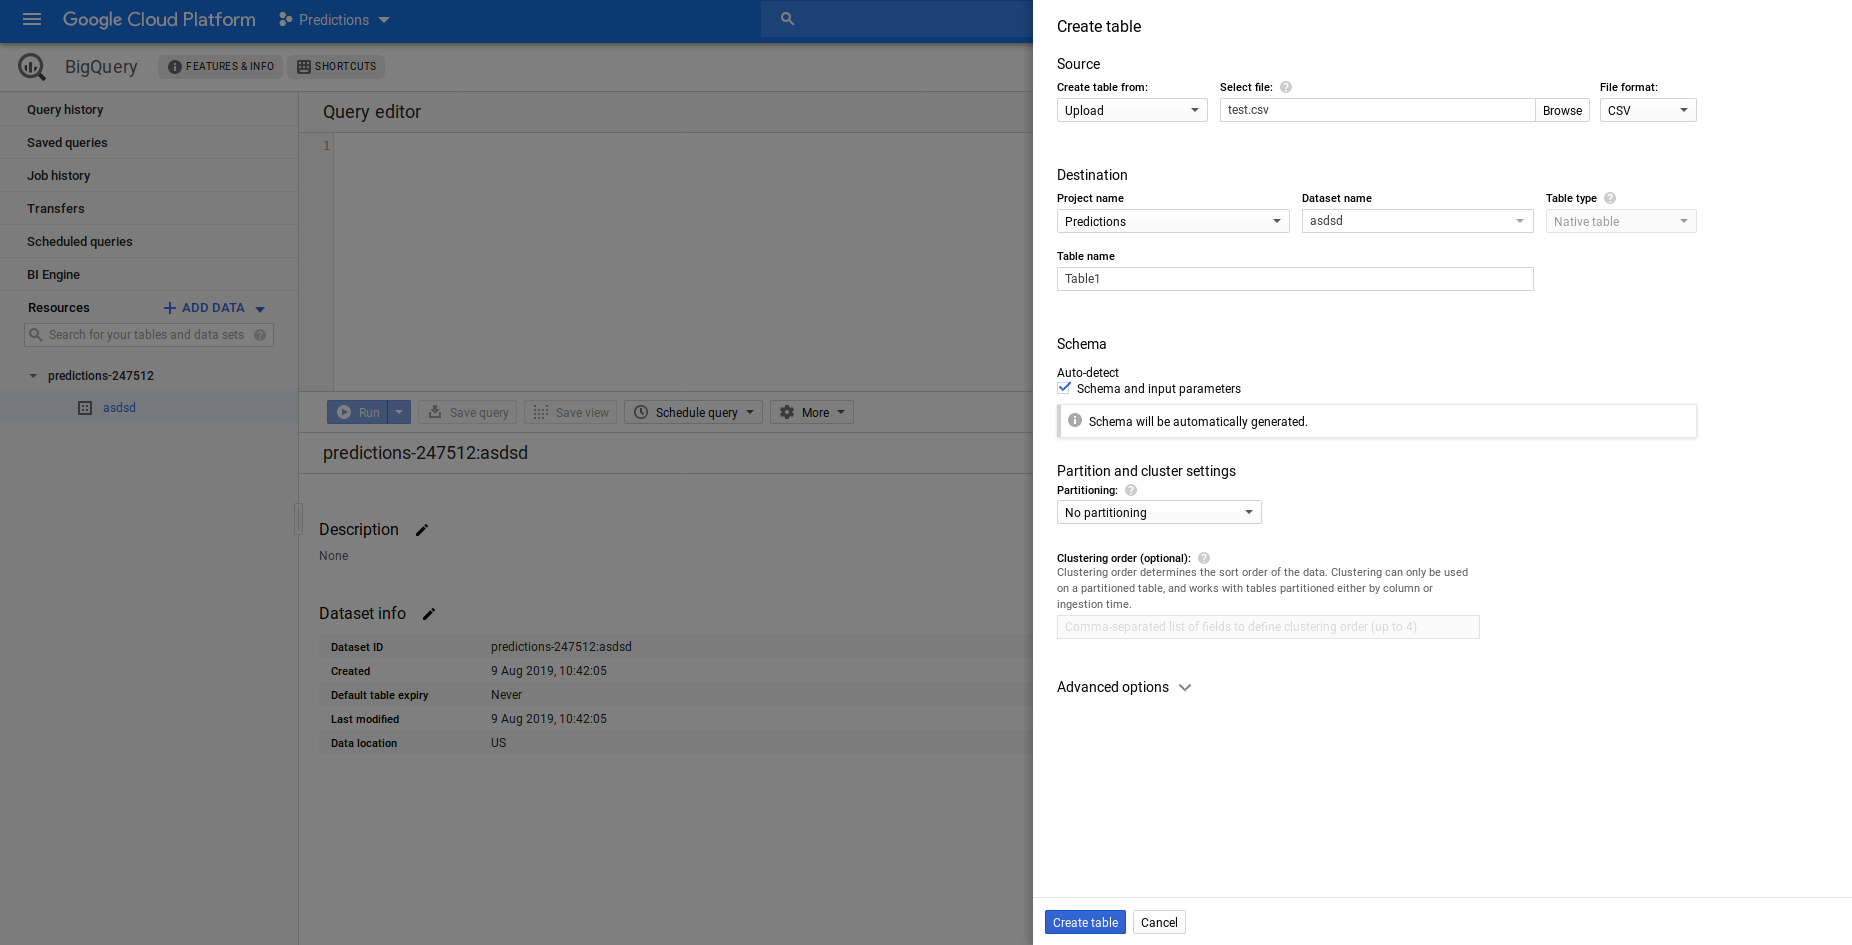 Google Cloud Platform
Predictions
BigQuery
FEATURES & INFO
SHORTCUTS
Query history
Saved queries
Job history
Transfers
Scheduled queries
BI Engine
Resources
ADD DATA
Search for your tables and data sets
predictions-247512
asdsd
Query editor
1
Run
Save query
Save view
Schedule query
More
predictions-247512:asdsd
Description
None
Dataset info
Dataset ID predictions-247512:asdsd
Created 9 Aug 2019, 10:42:05
Default table expiry Never
Last modified 9 Aug 2019, 10:42:05
Data location US
Create table
Source
Create table from: Select file: File format:
Upload test.csv Browse CSV
Destination
Project name Dataset name Table type
Predictions asdsd Native table
Table name
Table1
Schema
Auto-detect
Schema and input parameters
Schema will be automatically generated.
Partition and cluster settings
Partitioning:
No partitioning
Clustering order (optional):
Clustering order determines the sort order of the data. Clustering can only be used
on a partitioned table, and works with tables partitioned either by column or
ingestion time.
Comma-separated list of fields to define clustering order (up to 4)
Advanced options
Create table Cancel